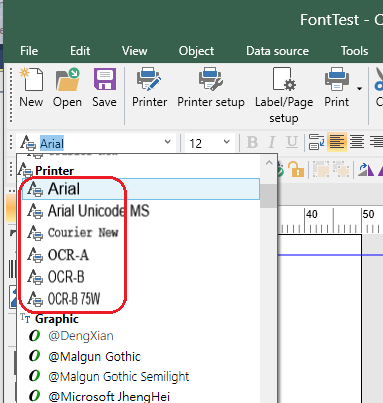 FontTest - C
File Edit View Object Data source Tools
New Open Save Printer Printer setup Label/Page setup Print
Arial 12 B I U
Printer
Arial
Arial Unicode MS
Courier New
OCR-A
OCR-B
OCR-B 75W
40 50
Graphic
@DengXian
@Malgun Gothic
@Malgun Gothic Semilight
@Microsoft JhengHei